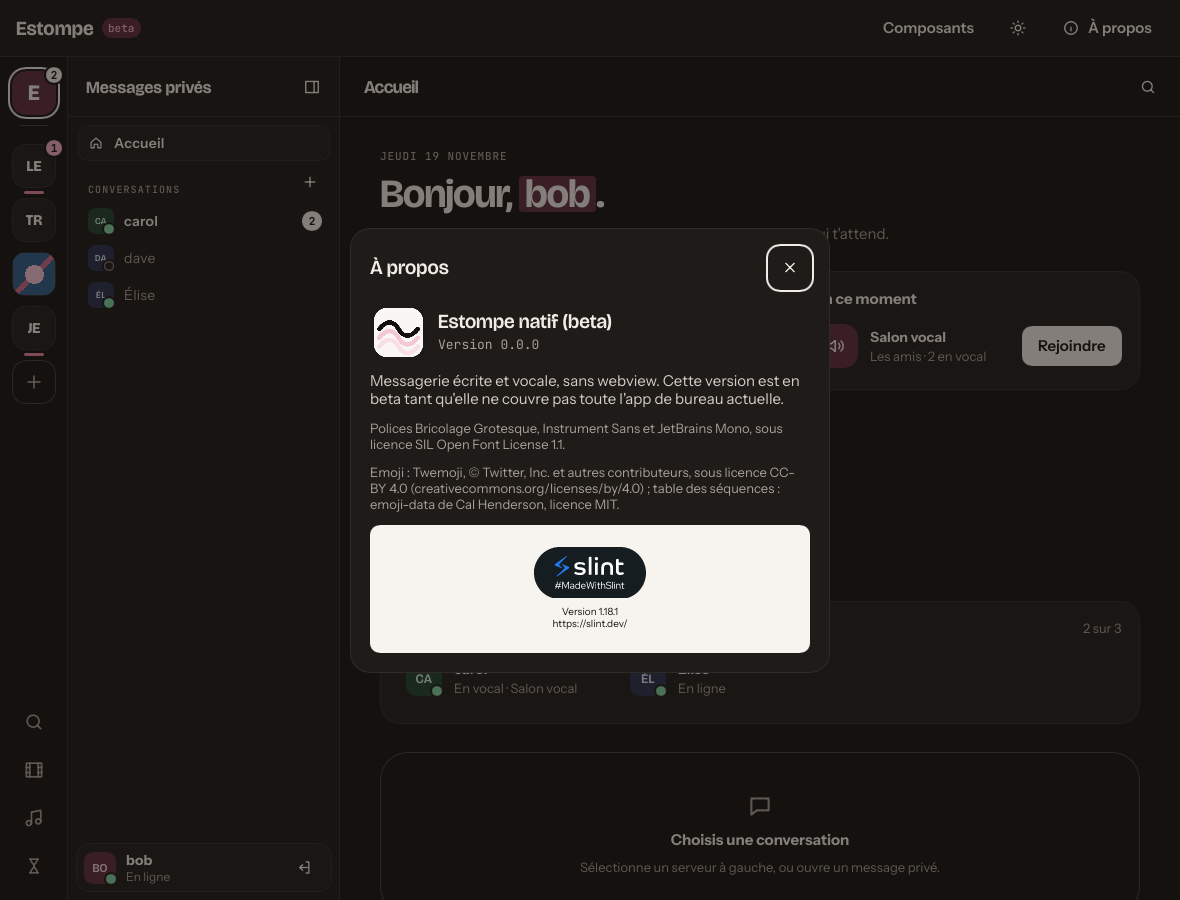 Estompe beta
Composants
À propos
E
2
LE
1
TR
JE
Messages privés
Accueil
CONVERSATIONS
CA
carol
2
DA
dave
ÉL
Élise
BO
bob
En ligne
Accueil
JEUDI 19 NOVEMBRE
Bonjour, bob.
t'attend.
ce moment
Salon vocal
Les amis · 2 en vocal
Rejoindre
À propos
Estompe natif (beta)
Version 0.0.0
Messagerie écrite et vocale, sans webview. Cette version est en
beta tant qu'elle ne couvre pas toute l'app de bureau actuelle.
Polices Bricolage Grotesque, Instrument Sans et JetBrains Mono, sous
licence SIL Open Font License 1.1.
Emoji : Twemoji, © Twitter, Inc. et autres contributeurs, sous licence CC-
BY 4.0 (creativecommons.org/licenses/by/4.0) ; table des séquences :
emoji-data de Cal Henderson, licence MIT.
slint
#MadeWithSlint
Version 1.18.1
https://slint.dev/
2 sur 3
CA
En vocal · Salon vocal
ÉL
En ligne
Choisis une conversation
Sélectionne un serveur à gauche, ou ouvre un message privé.